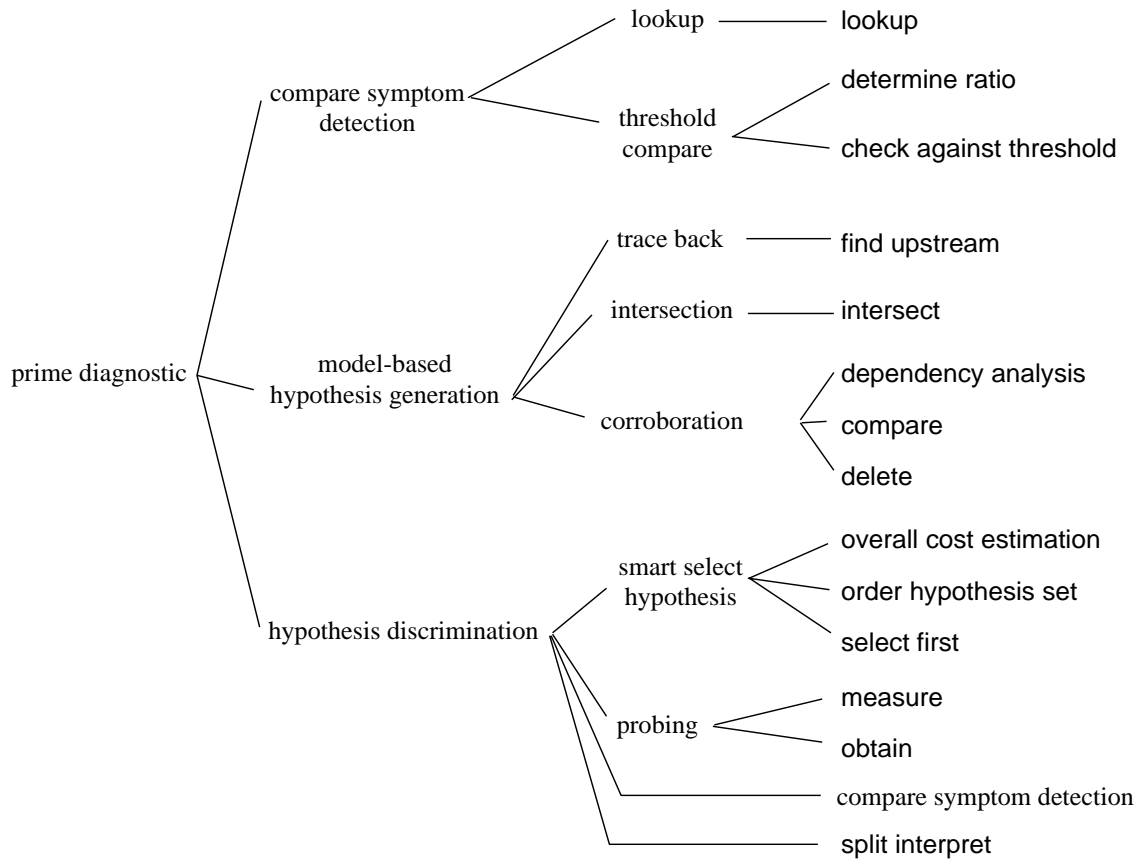 lookup
lookup
compare symptom
detection
threshold
compare
determine ratio
check against threshold
trace back
find upstream
intersection
intersect
prime diagnostic
model-based
hypothesis generation
corroboration
dependency analysis
compare
delete
hypothesis discrimination
smart select
hypothesis
overall cost estimation
order hypothesis set
select first
probing
measure
obtain
compare symptom detection
split interpret